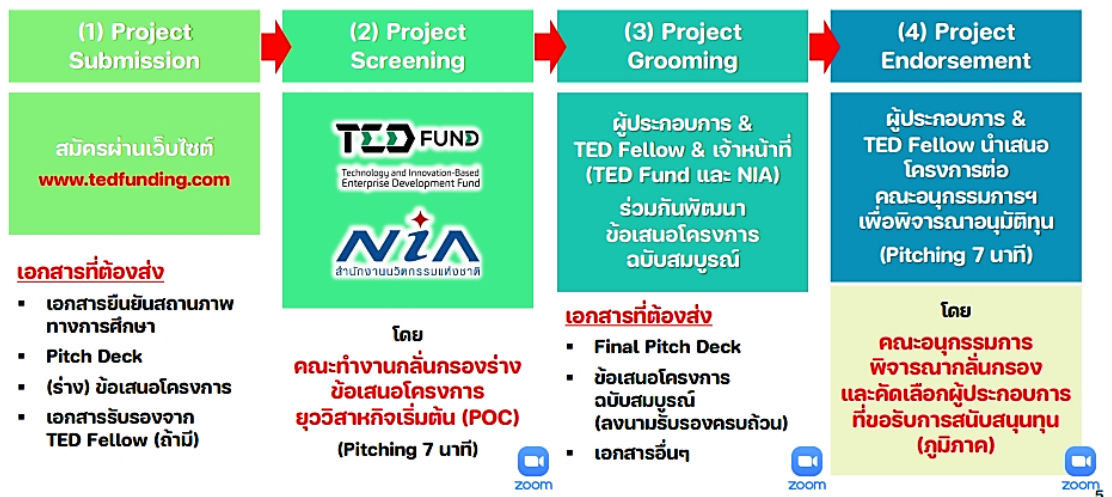 (1) Project
Submission
สมัครผ่านเว็บไซต์
www.tedfunding.com
เอกสารที่ต้องส่ง
▪ เอกสารยืนยันสถานภาพ
ทางการศึกษา
▪ Pitch Deck
▪ (ร่าง) ข้อเสนอโครงการ
▪ เอกสารรับรองจาก
TED Fellow (ถ้ามี)
(2) Project
Screening
TED FUND
Technology and Innovation-Based
Enterprise Development Fund
NiA
สำนักงานนวัตกรรมแห่งชาติ
โดย
คณะทำงานกลั่นกรองร่าง
ข้อเสนอโครงการ
ยุววิสาหกิจเริ่มต้น (POC)
(Pitching 7 นาที)
zoom
(3) Project
Grooming
ผู้ประกอบการ &
TED Fellow & เจ้าหน้าที่
(TED Fund และ NIA)
ร่วมกันพัฒนา
ข้อเสนอโครงการ
ฉบับสมบูรณ์
เอกสารที่ต้องส่ง
▪ Final Pitch Deck
▪ ข้อเสนอโครงการ
ฉบับสมบูรณ์
(ลงนามรับรองครบถ้วน)
▪ เอกสารอื่นๆ
zoom
(4) Project
Endorsement
ผู้ประกอบการ &
TED Fellow นำเสนอ
โครงการต่อ
คณะอนุกรรมการฯ
เพื่อพิจารณาอนุมัติทุน
(Pitching 7 นาที)
โดย
คณะอนุกรรมการ
พิจารณากลั่นกรอง
และคัดเลือกผู้ประกอบการ
ที่ขอรับการสนับสนุนทุน
(ภูมิภาค)
zoom
5